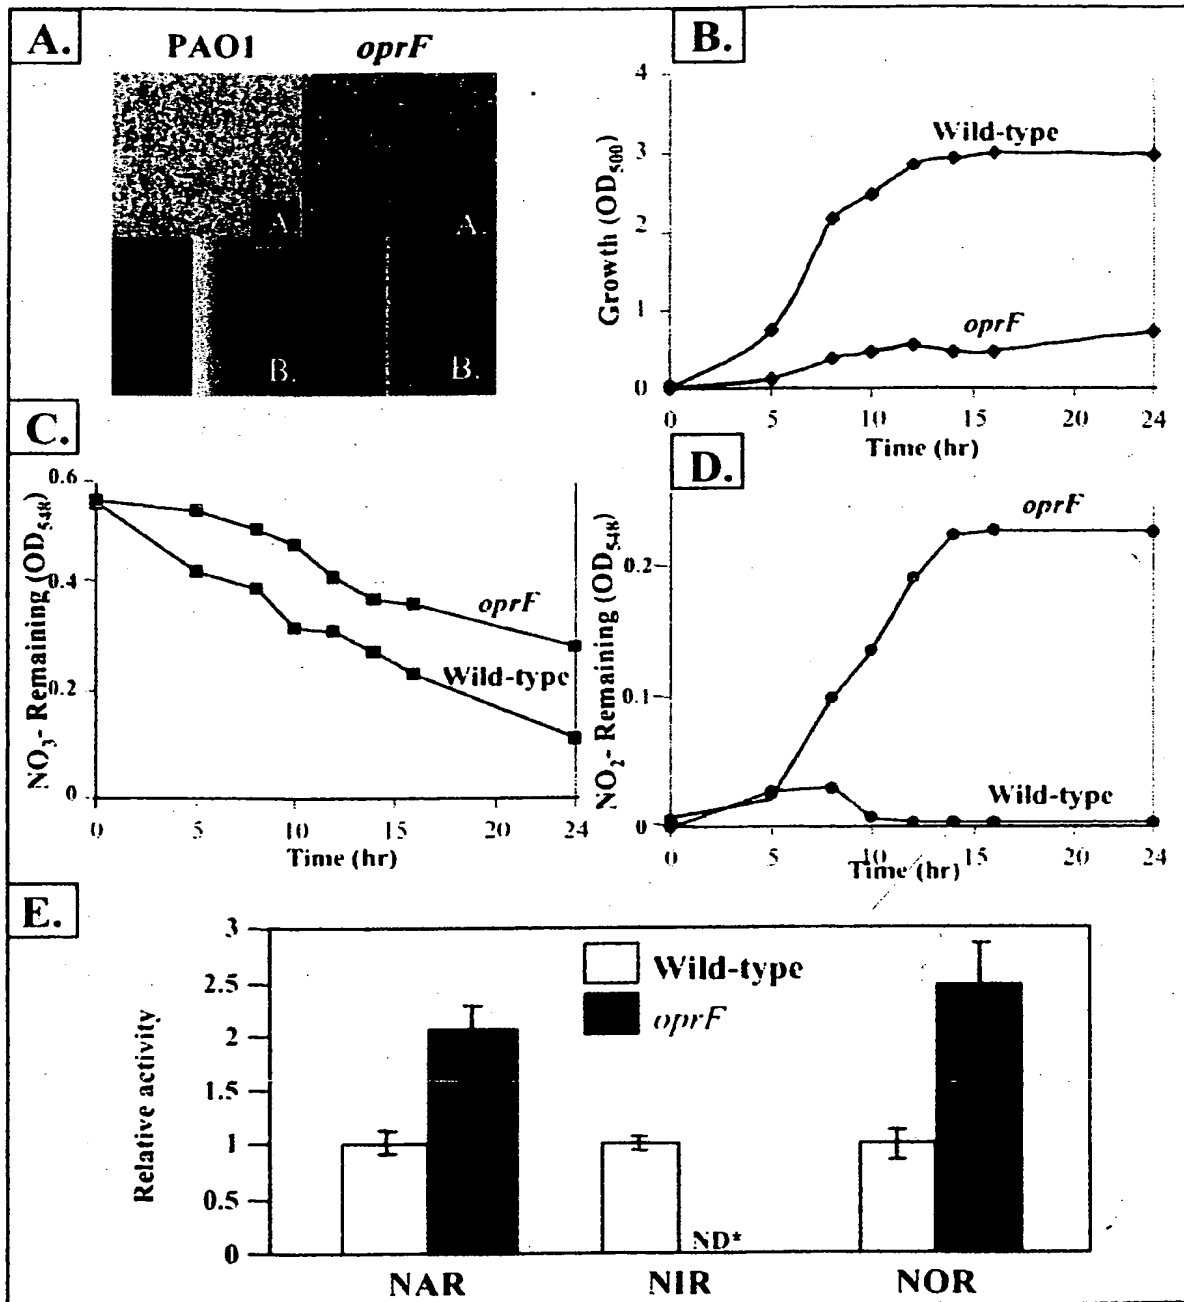 A.
PAO1 oprF
A.
A.
B.
B.
B.
4
3
2
1
0
Growth (OD500)
Wild-type
oprF
0 5 10 15 20 24
Time (hr)
C.
0.6
0.4
0.2
0
NO3- Remaining (OD548)
oprF
Wild-type
0 5 10 15 20 24
Time (hr)
D.
0.2
0.1
0
NO2- Remaining (OD548)
oprF
Wild-type
0 5 10 15 20 24
Time (hr)
E.
3
2.5
2
1.5
1
0.5
0
Relative activity
Wild-type
oprF
ND*
NAR NIR NOR